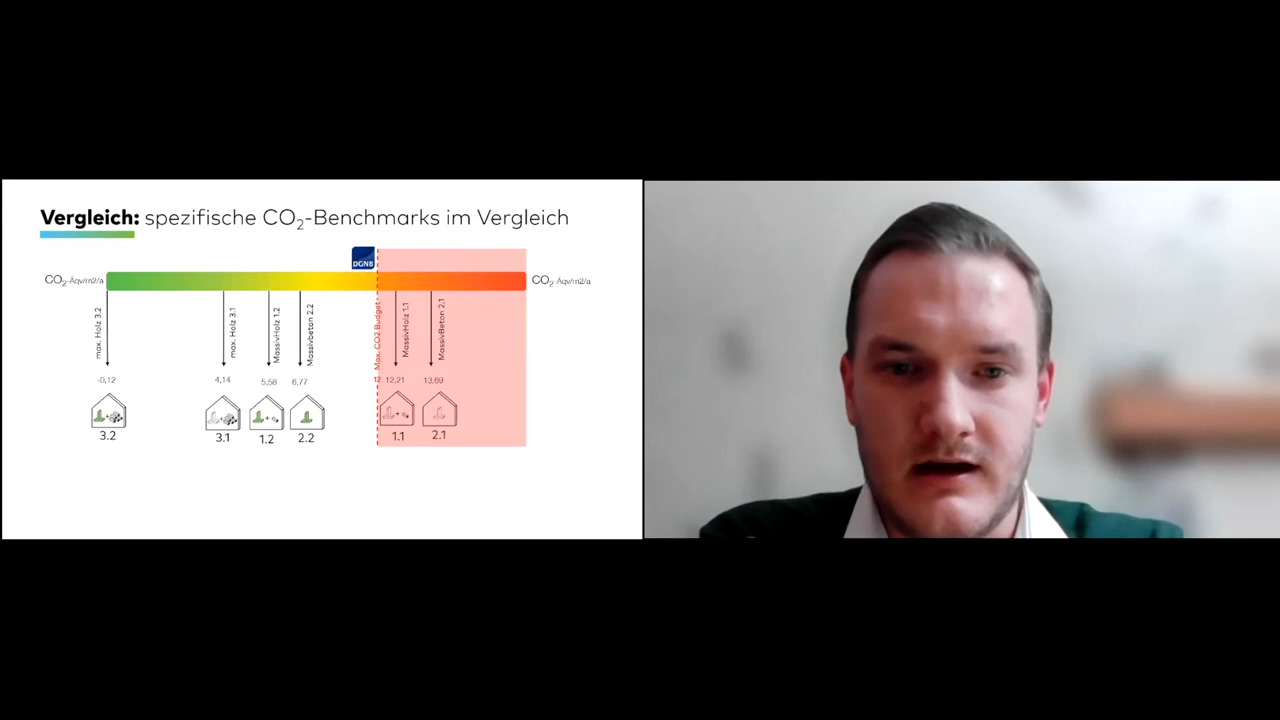 Vergleich: spezifische CO2-Benchmarks im Vergleich
DGNB
CO2-Äqv/m2/a
CO2-Äqv/m2/a
max. Holz 3.2
max. Holz 3.1
MassivHolz 1.2
Massivbeton 2.2
Max. CO2 Budget
MassivHolz 1.1
MassivBeton 2.1
-0,12
4,14
5,58
6,77
12
12,21
13,69
3.2
3.1
1.2
2.2
1.1
2.1